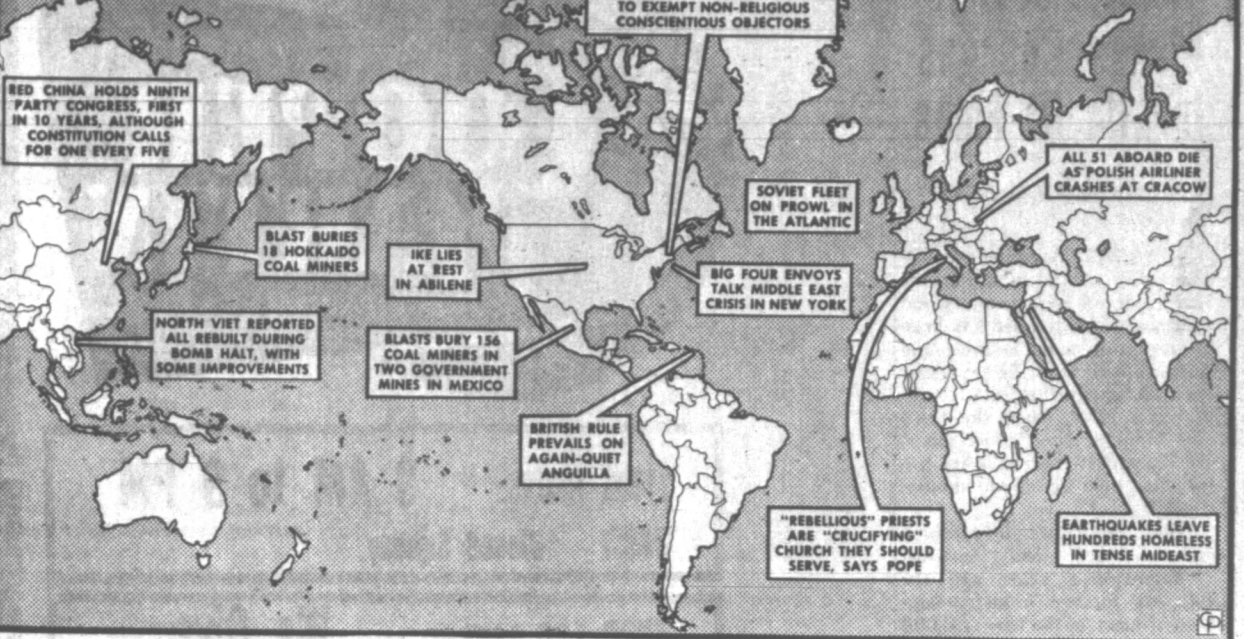 TO EXEMPT NON-RELIGIOUS
CONSCIENTIOUS OBJECTORS
RED CHINA HOLDS NINTH
PARTY CONGRESS, FIRST
IN 10 YEARS, ALTHOUGH
CONSTITUTION CALLS
FOR ONE EVERY FIVE
ALL 51 ABOARD DIE
AS POLISH AIRLINER
CRASHES AT CRACOW
SOVIET FLEET
ON PROWL IN
THE ATLANTIC
BLAST BURIES
18 HOKKAIDO
COAL MINERS
IKE LIES
AT REST
IN ABILENE
BIG FOUR ENVOYS
TALK MIDDLE EAST
CRISIS IN NEW YORK
NORTH VIET REPORTED
ALL REBUILT DURING
BOMB HALT, WITH
SOME IMPROVEMENTS
BLASTS BURY 156
COAL MINERS IN
TWO GOVERNMENT
MINES IN MEXICO
BRITISH RULE
PREVAILS ON
AGAIN-QUIET
ANGUILLA
"REBELLIOUS" PRIESTS
ARE "CRUCIFYING"
CHURCH THEY SHOULD
SERVE, SAYS POPE
EARTHQUAKES LEAVE
HUNDREDS HOMELESS
IN TENSE MIDEAST
CP